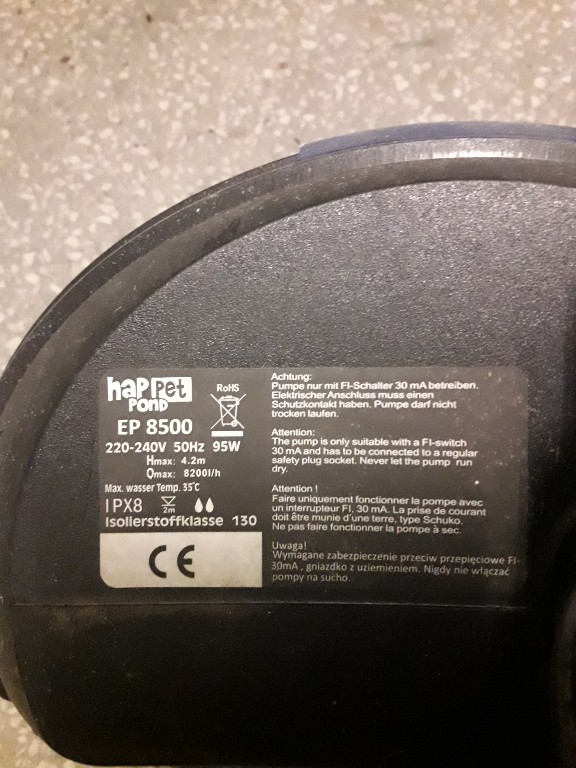 happet
POND
RoHS
EP 8500
220-240V 50Hz 95W
Hmax: 4.2m
Qmax: 8200l/h
Max. wasser Temp. 35°C
IPX8 2m
Isolierstoffklasse 130
CE
Achtung:
Pumpe nur mit FI-Schalter 30 mA betreiben.
Elektrischer Anschluss muss einen
Schutzkontakt haben. Pumpe darf nicht
trocken laufen.
Attention:
The pump is only suitable with a FI-switch
30 mA and has to be connected to a regular
safety plug socket. Never let the pump run
dry.
Attention !
Faire uniquement fonctionner la pompe avec
un interrupteur FI, 30 mA. La prise de courant
doit être munie d'une terre, type Schuko.
Ne pas faire fonctionner la pompe à sec.
Uwaga!
Wymagane zabezpieczenie przeciw przepięciowe FI-
30mA , gniazdko z uziemieniem. Nigdy nie włączać
pompy na sucho.